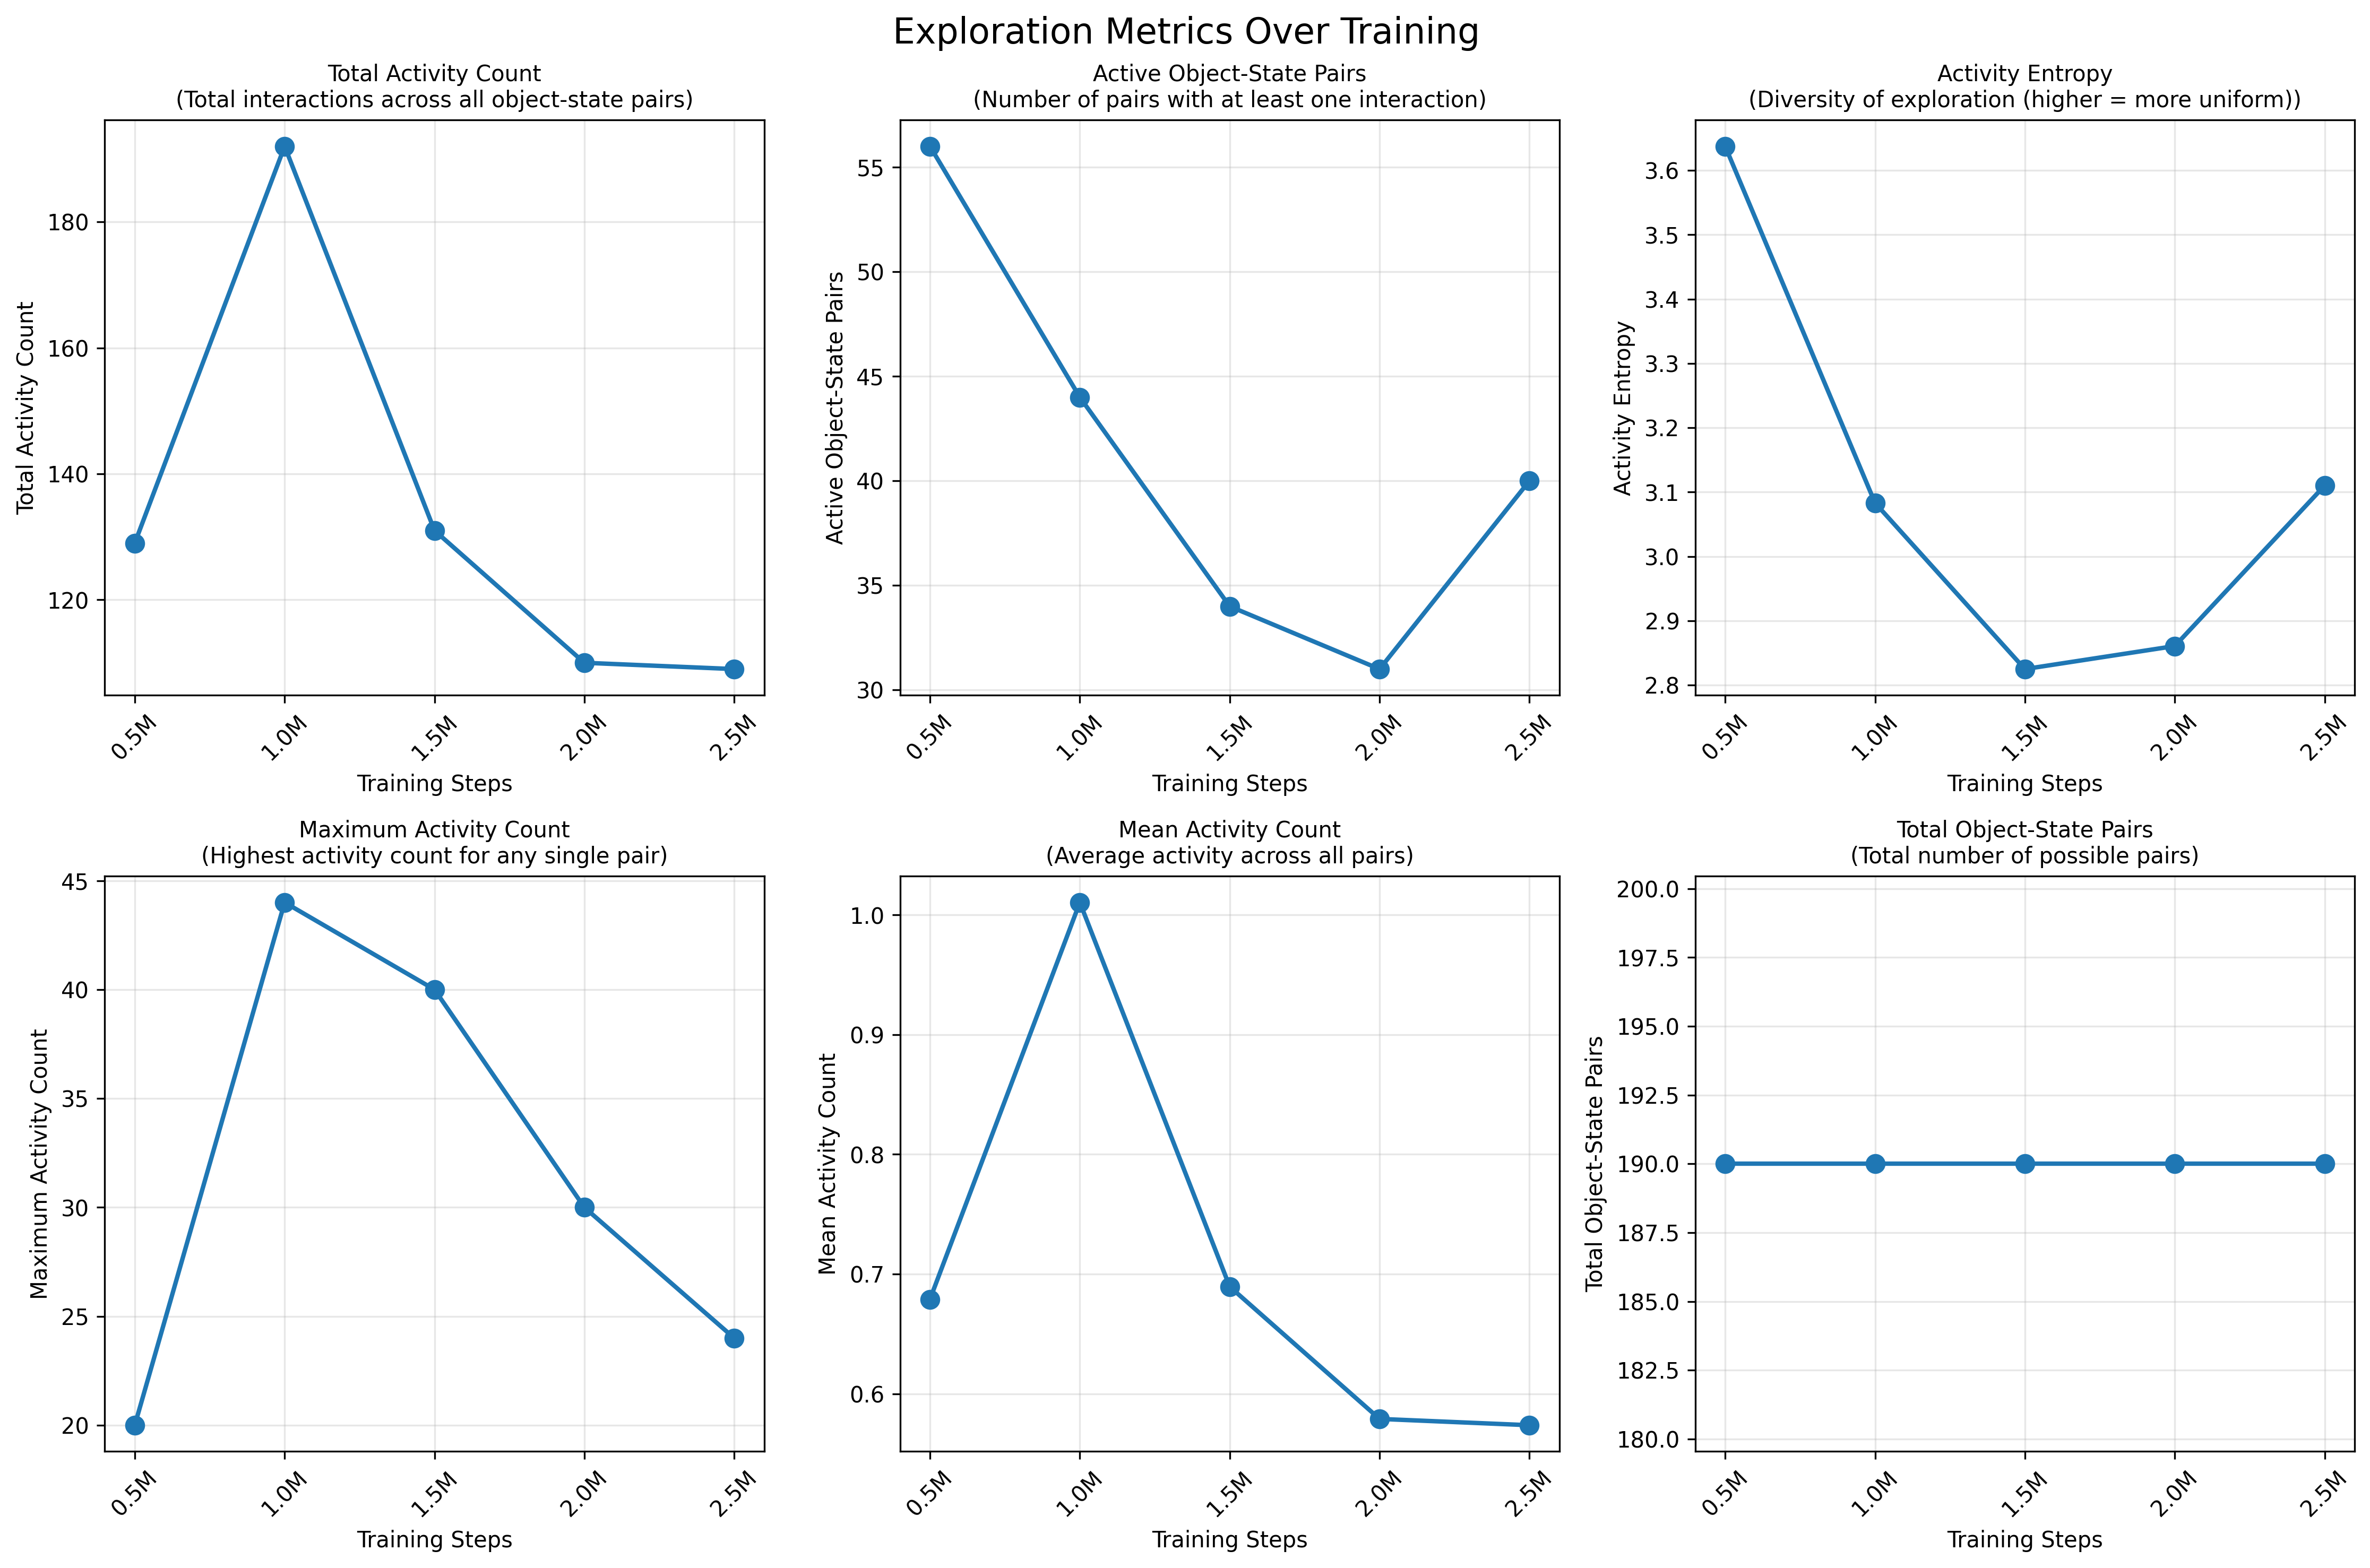 Exploration Metrics Over Training
Total Activity Count
(Total interactions across all object-state pairs)
Total Activity Count
180
160
140
120
0.5M
1.0M
1.5M
2.0M
2.5M
Training Steps
Active Object-State Pairs
(Number of pairs with at least one interaction)
Active Object-State Pairs
55
50
45
40
35
30
0.5M
1.0M
1.5M
2.0M
2.5M
Training Steps
Activity Entropy
(Diversity of exploration (higher = more uniform))
Activity Entropy
3.6
3.5
3.4
3.3
3.2
3.1
3.0
2.9
2.8
0.5M
1.0M
1.5M
2.0M
2.5M
Training Steps
Maximum Activity Count
(Highest activity count for any single pair)
Maximum Activity Count
45
40
35
30
25
20
0.5M
1.0M
1.5M
2.0M
2.5M
Training Steps
Mean Activity Count
(Average activity across all pairs)
Mean Activity Count
1.0
0.9
0.8
0.7
0.6
0.5M
1.0M
1.5M
2.0M
2.5M
Training Steps
Total Object-State Pairs
(Total number of possible pairs)
Total Object-State Pairs
200.0
197.5
195.0
192.5
190.0
187.5
185.0
182.5
180.0
0.5M
1.0M
1.5M
2.0M
2.5M
Training Steps